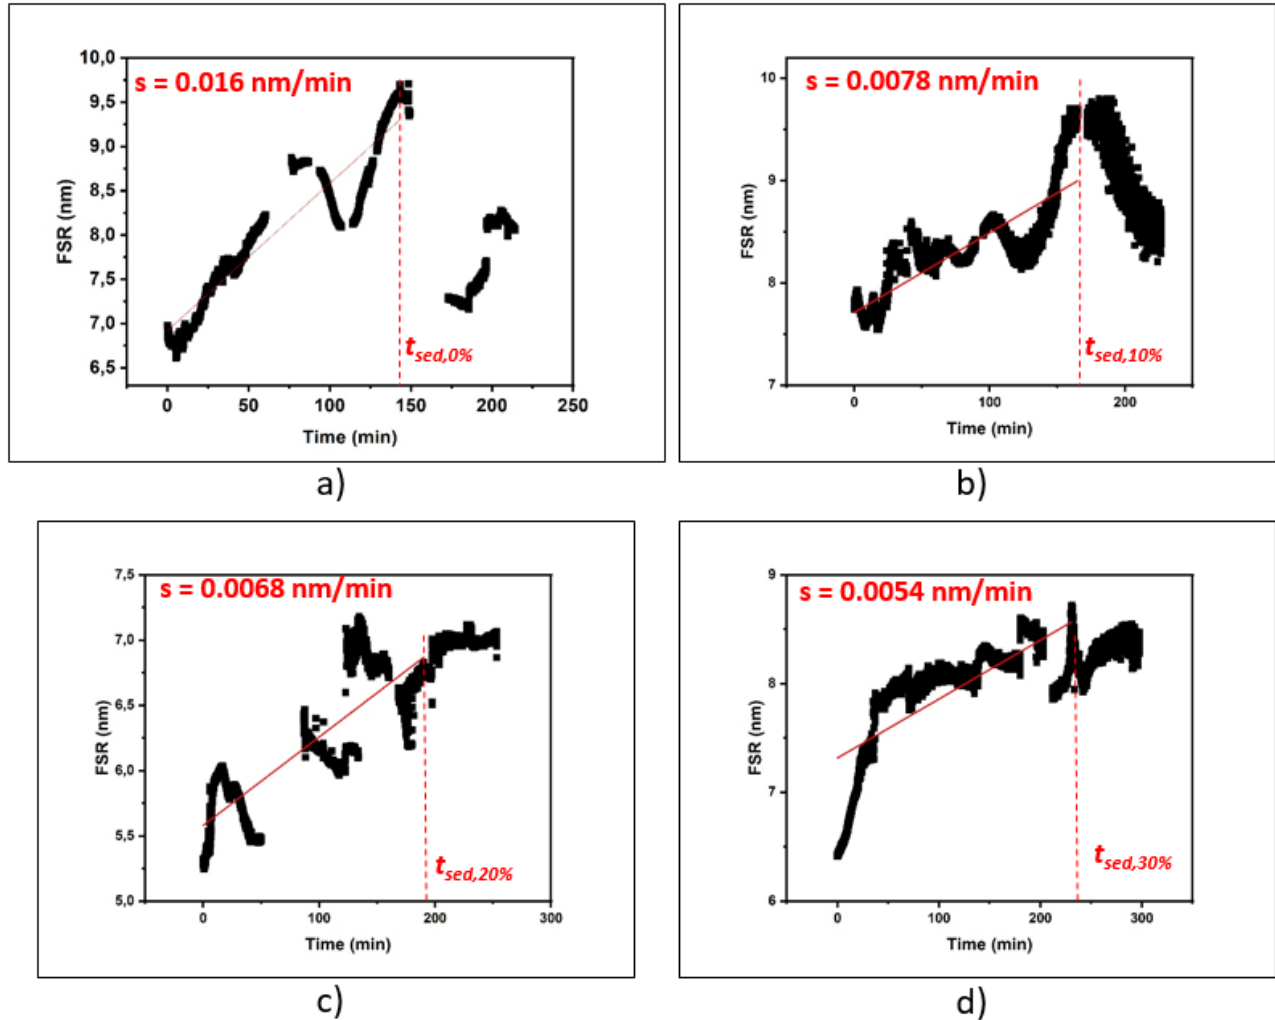 s = 0.016 nm/min
10,0
9,5
9,0
8,5
8,0
7,5
7,0
6,5
FSR (nm)
t sed,0%
0 50 100 150 200 250
Time (min)
a)
s = 0.0078 nm/min
10
9
8
7
FSR (nm)
t sed,10%
0 100 200
Time (min)
b)
s = 0.0068 nm/min
7,5
7,0
6,5
6,0
5,5
5,0
FSR (nm)
t sed,20%
0 100 200 300
Time (min)
c)
s = 0.0054 nm/min
9
8
7
6
FSR (nm)
t sed,30%
0 100 200 300
Time (min)
d)